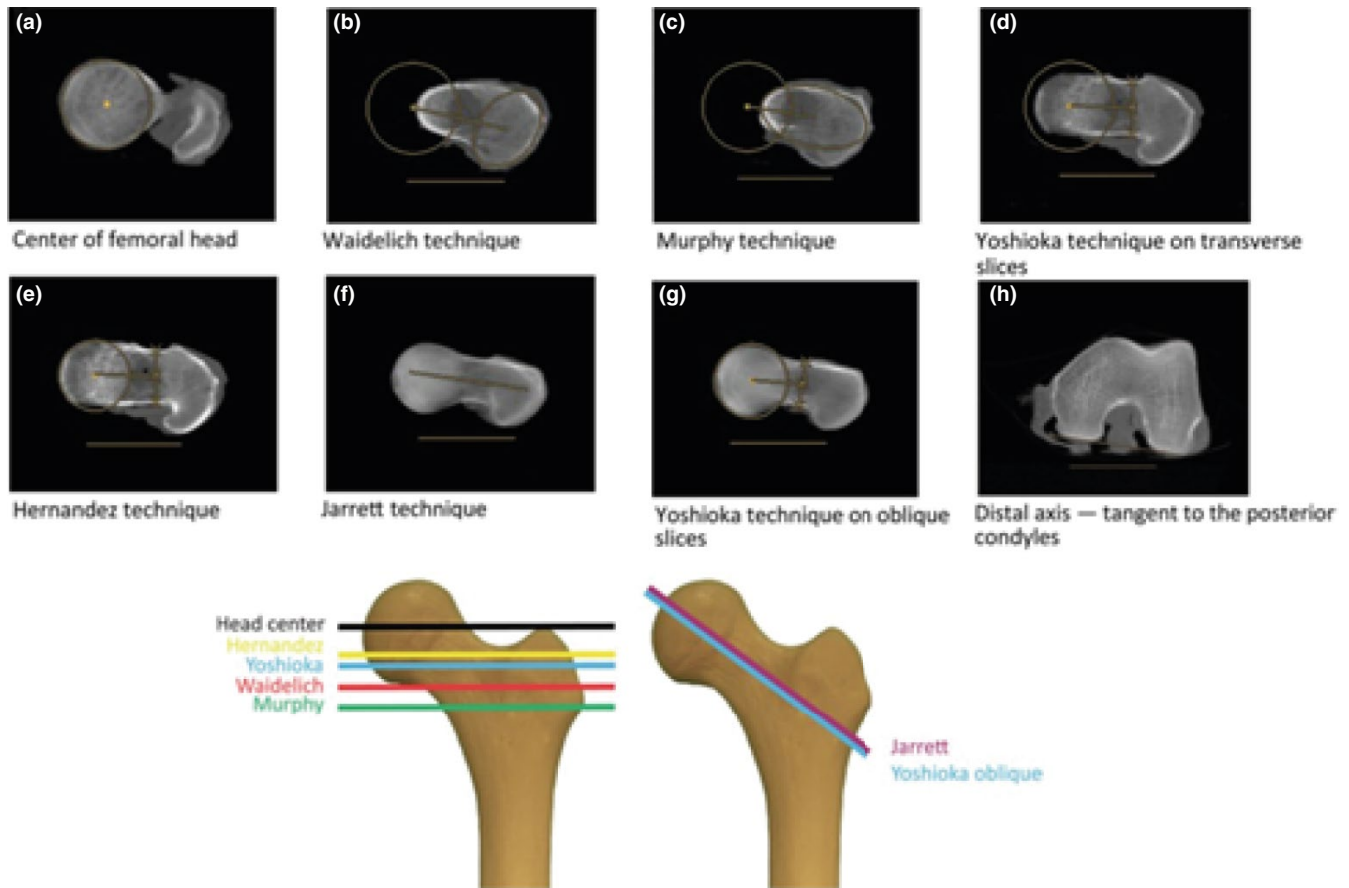 (a)
(b)
(c)
(d)
Center of femoral head
Waidelich technique
Murphy technique
Yoshioka technique on transverse
slices
(e)
(f)
(g)
(h)
Hernandez technique
Jarrett technique
Yoshioka technique on oblique
slices
Distal axis — tangent to the posterior
condyles
Head center
Hernandez
Yoshioka
Waidelich
Murphy
Jarrett
Yoshioka oblique